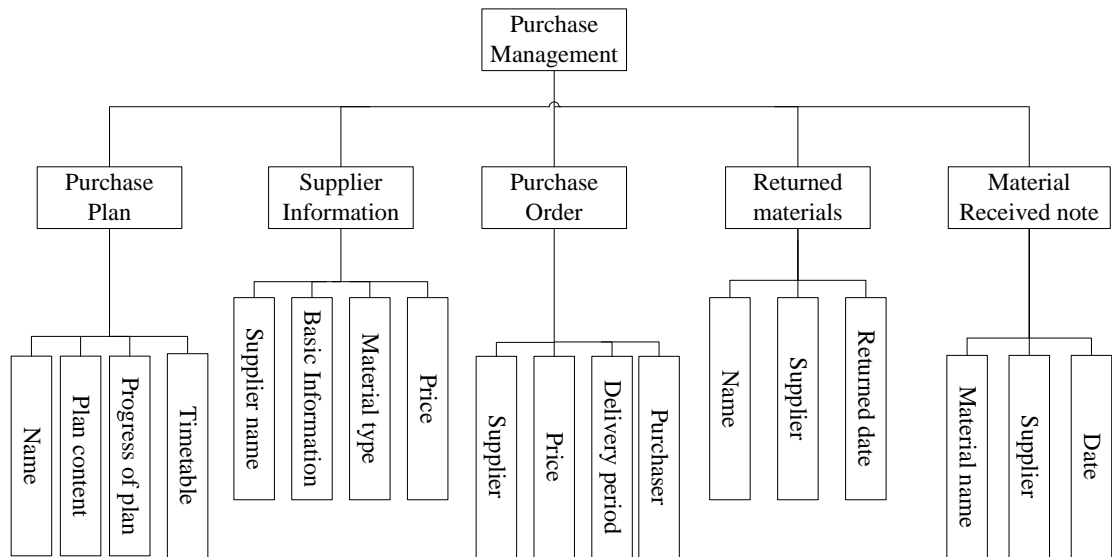 Purchase
Management
Purchase
Plan
Supplier
Information
Purchase
Order
Returned
materials
Material
Received note
Name
Plan content
Progress of plan
Timetable
Supplier name
Basic Information
Material type
Price
Supplier
Price
Delivery period
Purchaser
Name
Supplier
Returned date
Material name
Supplier
Date